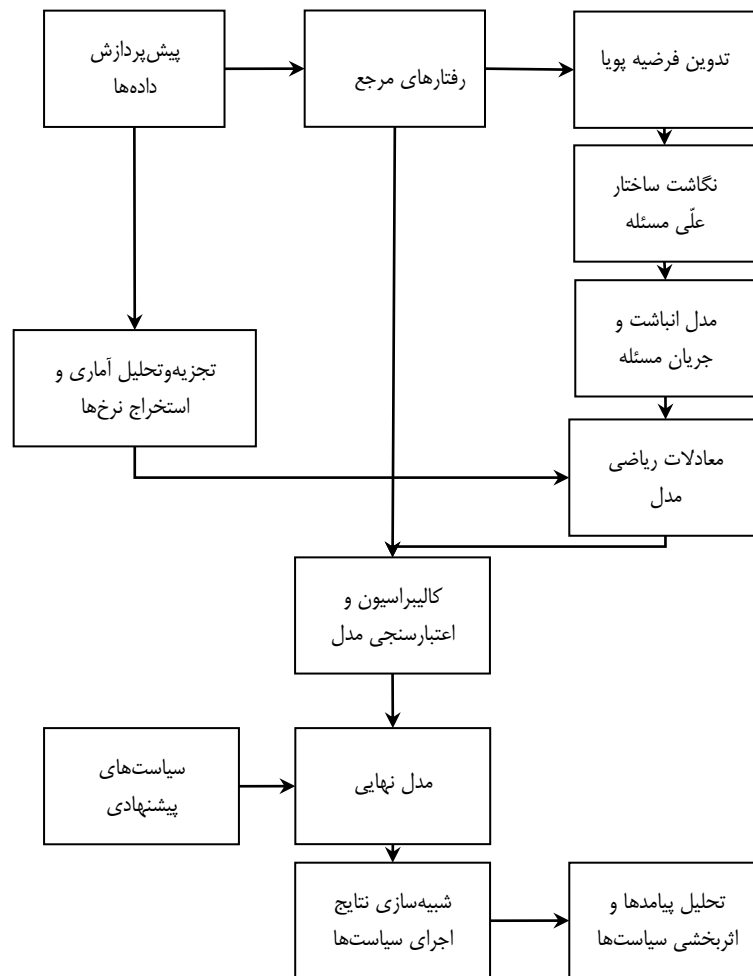 پیش‌پردازش
داده‌ها
رفتارهای مرجع
تدوین فرضیه پویا
نگاشت ساختار
علّی مسئله
مدل انباشت و
جریان مسئله
تجزیه‌وتحلیل آماری و
استخراج نرخ‌ها
معادلات ریاضی
مدل
کالیبراسیون و
اعتبارسنجی مدل
سیاست‌های
پیشنهادی
مدل نهایی
شبیه‌سازی نتایج
اجرای سیاست‌ها
تحلیل پیامدها و
اثربخشی سیاست‌ها